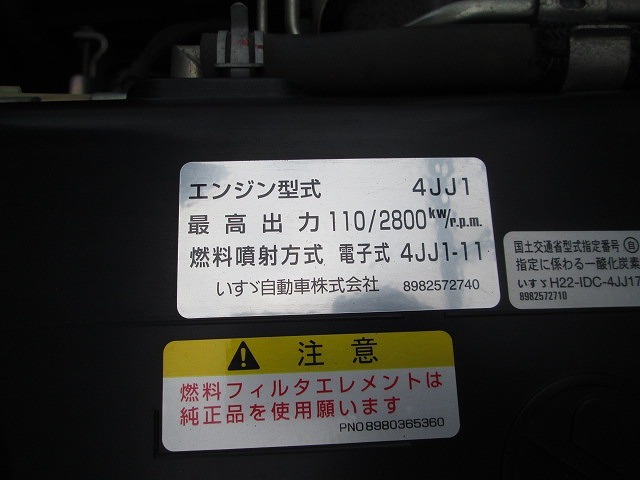 エンジン型式 4JJ1
最高出力 110/2800kw/r.p.m.
燃料噴射方式 電子式 4JJ1-11
いすゞ自動車株式会社 8982572740
国土交通省型式指定番号 自
指定に係わる一酸化炭素
いすゞ H22-IDC-4JJ17
8982572710
注意
燃料フィルタエレメントは
純正品を使用願います
PNO8980365360